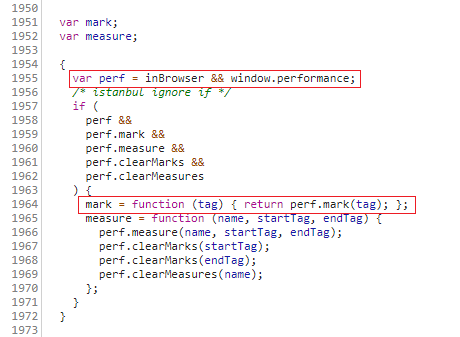 1950
1951 var mark;
1952 var measure;
1953
1954 {
1955 var perf = inBrowser && window.performance;
1956 /* istanbul ignore if */
1957 if (
1958 perf &&
1959 perf.mark &&
1960 perf.measure &&
1961 perf.clearMarks &&
1962 perf.clearMeasures
1963 ) {
1964 mark = function (tag) { return perf.mark(tag); };
1965 measure = function (name, startTag, endTag) {
1966 perf.measure(name, startTag, endTag);
1967 perf.clearMarks(startTag);
1968 perf.clearMarks(endTag);
1969 perf.clearMeasures(name);
1970 };
1971 }
1972 }
1973